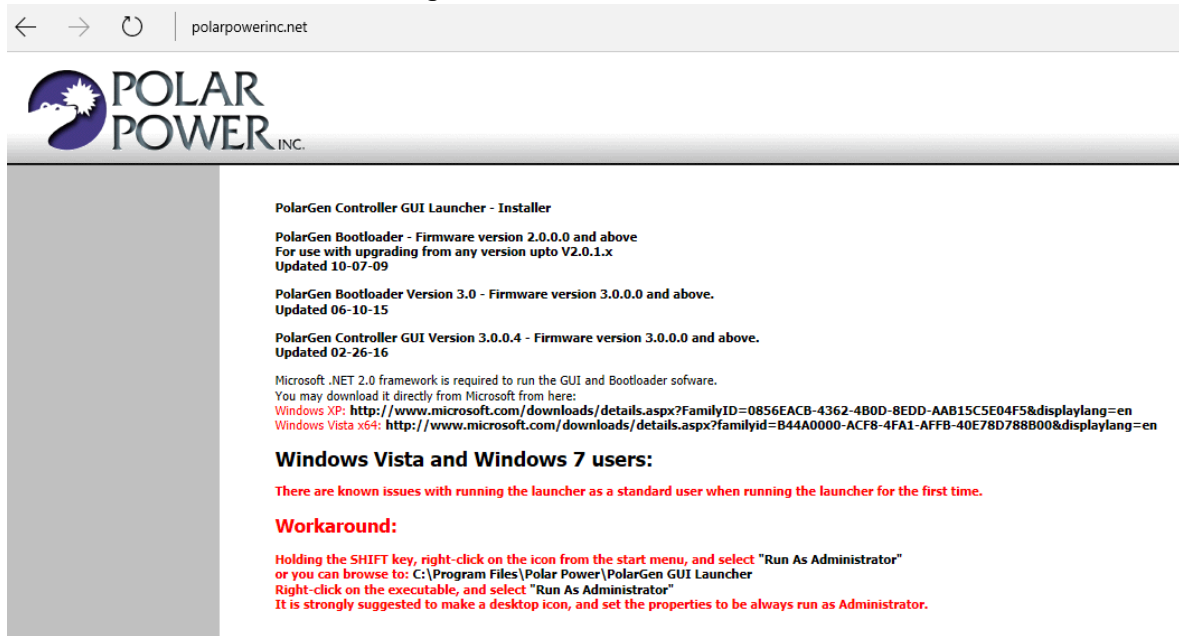 polarpowerinc.net
POLAR
POWER INC.
PolarGen Controller GUI Launcher - Installer
PolarGen Bootloader - Firmware version 2.0.0.0 and above
For use with upgrading from any version upto V2.0.1.x
Updated 10-07-09
PolarGen Bootloader Version 3.0 - Firmware version 3.0.0.0 and above.
Updated 06-10-15
PolarGen Controller GUI Version 3.0.0.4 - Firmware version 3.0.0.0 and above.
Updated 02-26-16
Microsoft .NET 2.0 framework is required to run the GUI and Bootloader sofware.
You may download it directly from Microsoft from here:
Windows XP: http://www.microsoft.com/downloads/details.aspx?FamilyID=0856EACB-4362-4B0D-8EDD-AAB15C5E04F5&displaylang=en
Windows Vista x64: http://www.microsoft.com/downloads/details.aspx?familyid=B44A0000-ACF8-4FA1-AFFB-40E78D788B00&displaylang=en
Windows Vista and Windows 7 users:
There are known issues with running the launcher as a standard user when running the launcher for the first time.
Workaround:
Holding the SHIFT key, right-click on the icon from the start menu, and select "Run As Administrator"
or you can browse to: C:\Program Files\Polar Power\PolarGen GUI Launcher
Right-click on the executable, and select "Run As Administrator"
It is strongly suggested to make a desktop icon, and set the properties to be always run as Administrator.